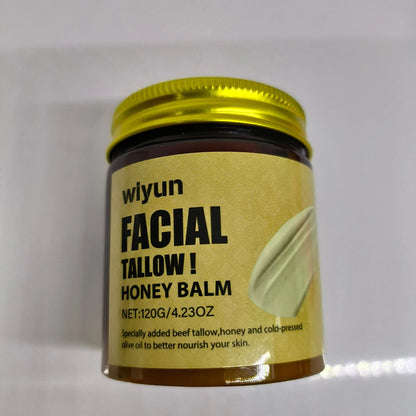 wiyun
FACIAL
TALLOW !
HONEY BALM
NET:120G/4.23OZ
Specially added beef tallow,honey and cold-pressed
olive oil to better nourish your skin.